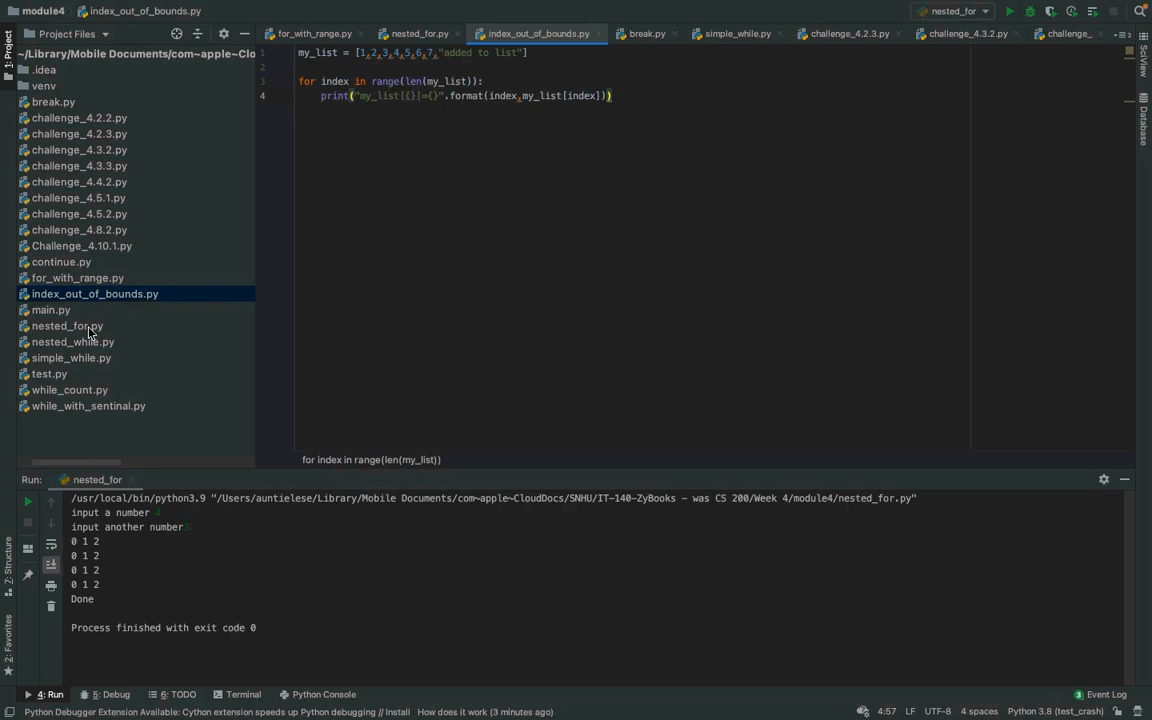 module4
index_out_of_bounds.py
nested_for
Project Files
for_with_range.py
nested_for.py
index_out_of_bounds.py
break.py
simple_while.py
challenge_4.2.3.py
challenge_4.3.2.py
challenge_
1: Project
~/Library/Mobile Documents/com~apple~Clo
.idea
venv
break.py
challenge_4.2.2.py
challenge_4.2.3.py
challenge_4.3.2.py
challenge_4.3.3.py
challenge_4.4.2.py
challenge_4.5.1.py
challenge_4.5.2.py
challenge_4.8.2.py
Challenge_4.10.1.py
continue.py
for_with_range.py
index_out_of_bounds.py
main.py
nested_for.py
nested_while.py
simple_while.py
test.py
while_count.py
while_with_sentinal.py
1 my_list = [1,2,3,4,5,6,7,"added to list"]
2
3 for index in range(len(my_list)):
4 print("my_list[{}]={}".format(index,my_list[index]))
for index in range(len(my_list))
SciView
Database
Run: nested_for
/usr/local/bin/python3.9 "/Users/auntielese/Library/Mobile Documents/com~apple~CloudDocs/SNHU/IT-140-ZyBooks – was CS 200/Week 4/module4/nested_for.py"
input a number 4
input another number3
0 1 2
0 1 2
0 1 2
0 1 2
Done
Process finished with exit code 0
Z: Structure
2: Favorites
4: Run
5: Debug
6: TODO
Terminal
Python Console
3 Event Log
Python Debugger Extension Available: Cython extension speeds up Python debugging // Install How does it work (3 minutes ago)
4:57
LF
UTF-8
4 spaces
Python 3.8 (test_crash)